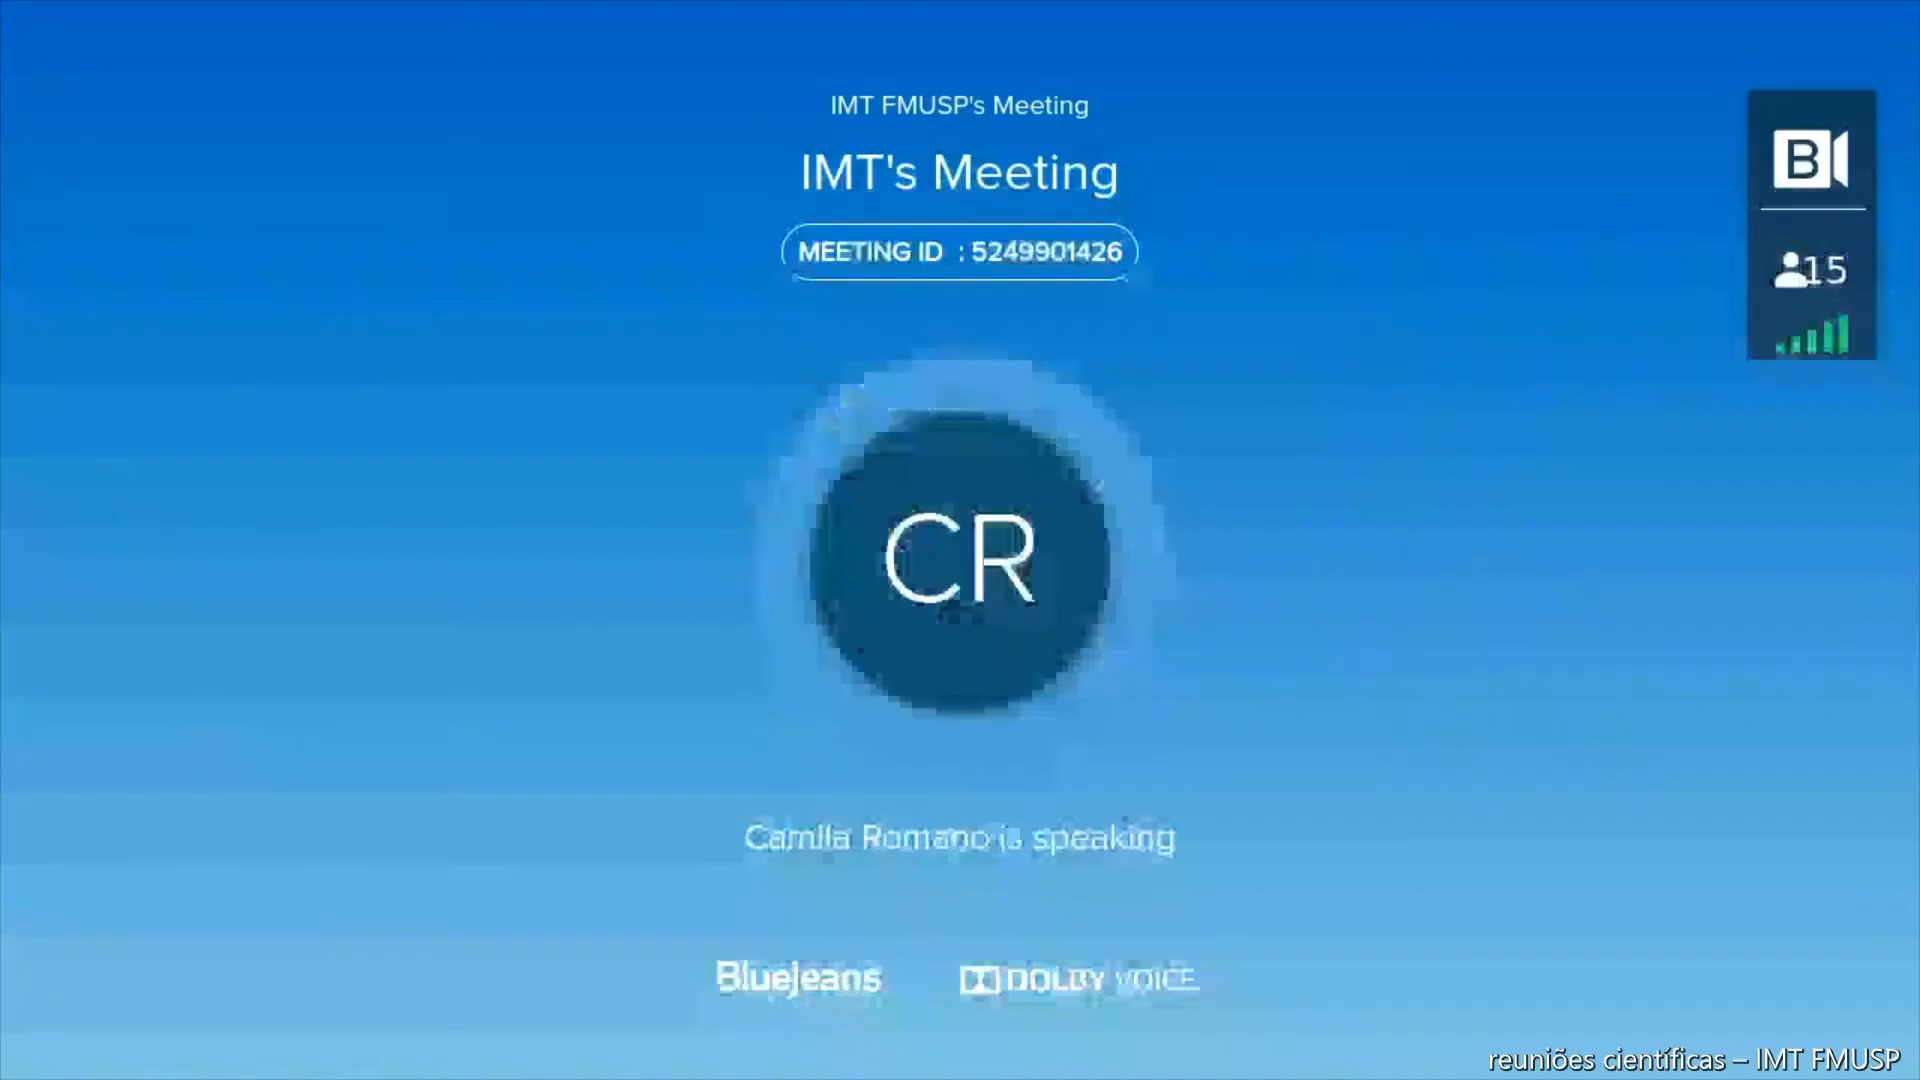 IMT FMUSP's Meeting
IMT's Meeting
MEETING ID : 5249901426
B
15
CR
Camila Romano is speaking
BlueJeans
DOLBY VOICE
reuniões científicas – IMT FMUSP